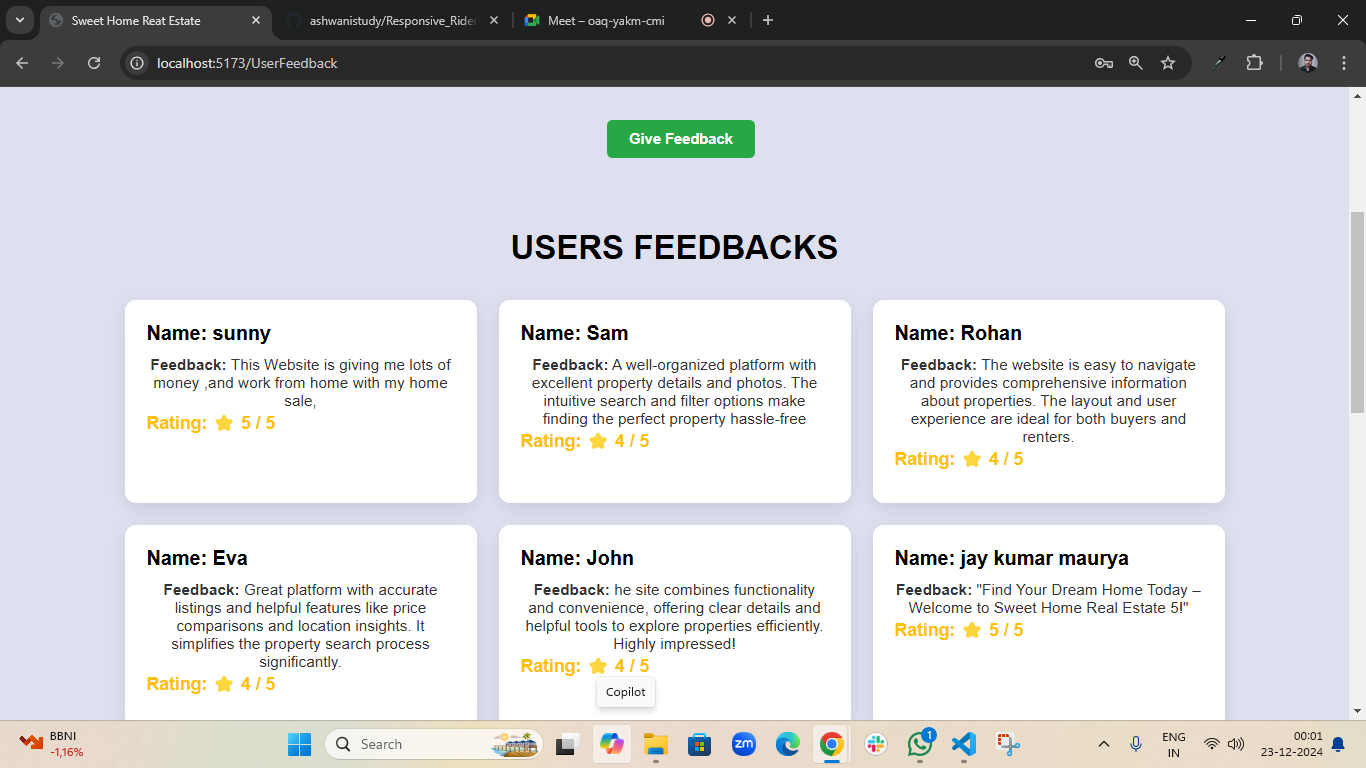 Sweet Home Reat Estate
ashwanistudy/Responsive_Rider
Meet – oaq-yakm-cmi
localhost:5173/UserFeedback
Give Feedback
USERS FEEDBACKS
Name: sunny
Feedback: This Website is giving me lots of
money ,and work from home with my home
sale,
Rating: 5 / 5
Name: Sam
Feedback: A well-organized platform with
excellent property details and photos. The
intuitive search and filter options make
finding the perfect property hassle-free
Rating: 4 / 5
Name: Rohan
Feedback: The website is easy to navigate
and provides comprehensive information
about properties. The layout and user
experience are ideal for both buyers and
renters.
Rating: 4 / 5
Name: Eva
Feedback: Great platform with accurate
listings and helpful features like price
comparisons and location insights. It
simplifies the property search process
significantly.
Rating: 4 / 5
Name: John
Feedback: he site combines functionality
and convenience, offering clear details and
helpful tools to explore properties efficiently.
Highly impressed!
Rating: 4 / 5
Name: jay kumar maurya
Feedback: "Find Your Dream Home Today –
Welcome to Sweet Home Real Estate 5!"
Rating: 5 / 5
Copilot
BBNI
-1,16%
Search
zm
1
ENG
IN
00:01
23-12-2024